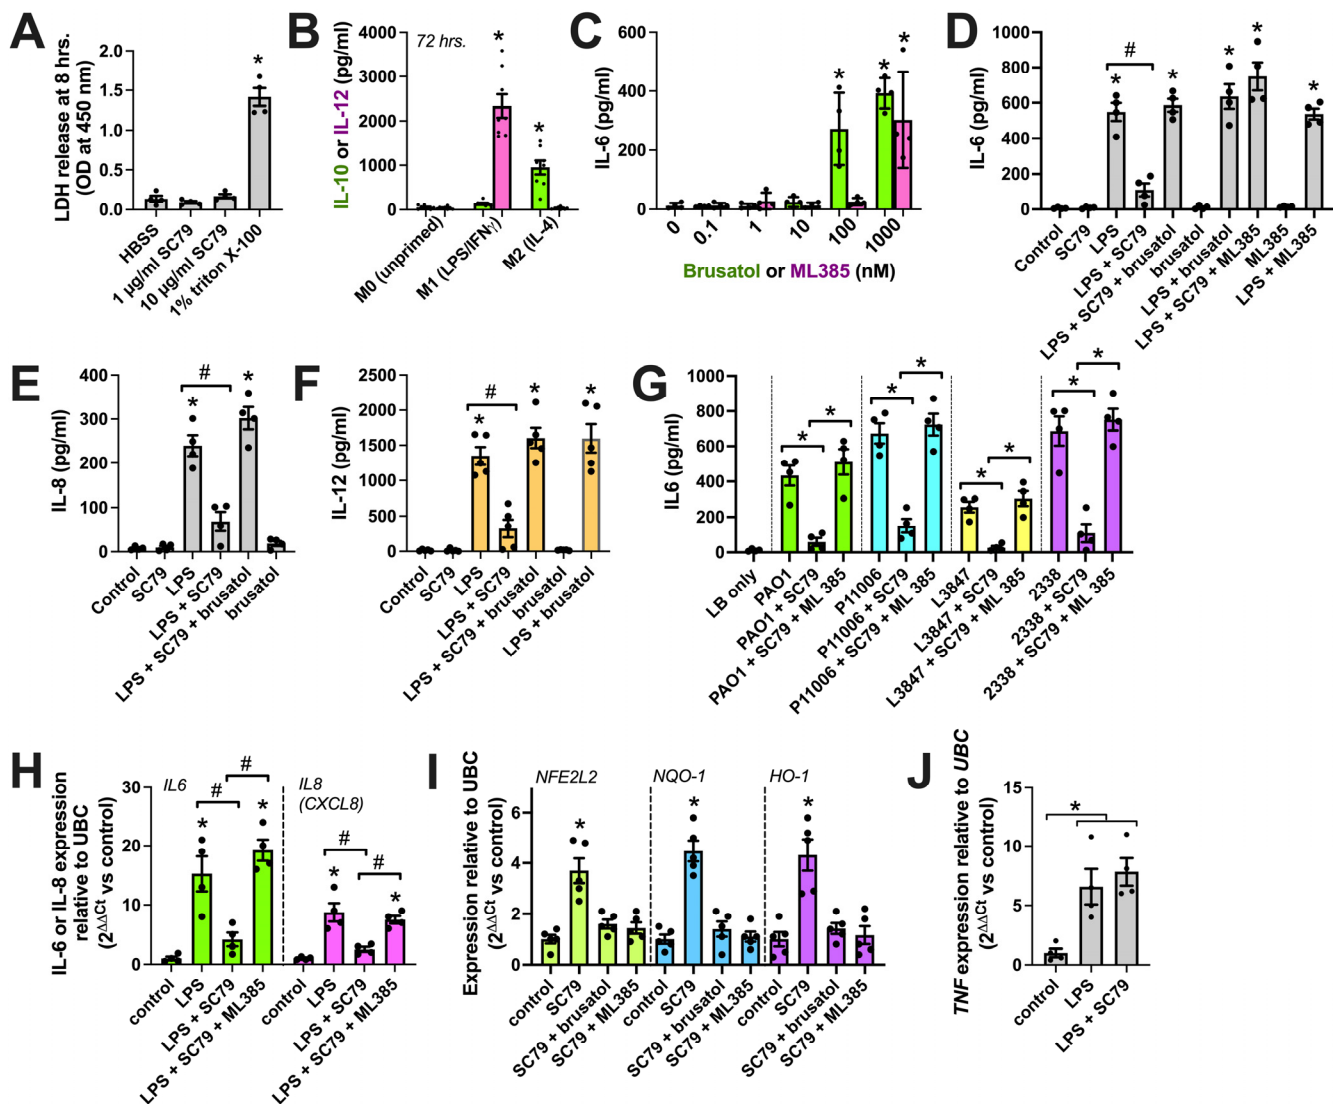 A
LDH release at 8 hrs.
(OD at 450 nm)
2.0
1.5
1.0
0.5
0.0
*
HBSS
1 µg/ml SC79
10 µg/ml SC79
1% triton X-100
B
IL-10 or IL-12 (pg/ml)
72 hrs.
4000
3000
2000
1000
0
*
*
M0 (unprimed)
M1 (LPS/IFNγ)
M2 (IL-4)
C
IL-6 (pg/ml)
600
400
200
0
*
*
*
0
0.1
1
10
100
1000
Brusatol or ML385 (nM)
D
IL-6 (pg/ml)
1000
800
600
400
200
0
#
*
*
*
*
*
Control
SC79
LPS
LPS + SC79
LPS + SC79 + brusatol
brusatol
LPS + brusatol
LPS + SC79 + ML385
ML385
LPS + ML385
E
IL-8 (pg/ml)
400
300
200
100
0
#
*
*
Control
SC79
LPS
LPS + SC79
LPS + SC79 + brusatol
brusatol
F
IL-12 (pg/ml)
2500
2000
1500
1000
500
0
#
*
*
*
Control
SC79
LPS
LPS + SC79
LPS + SC79 + brusatol
brusatol
LPS + brusatol
G
IL6 (pg/ml)
1000
800
600
400
200
0
*
*
*
*
*
*
*
*
LB only
PAO1
PAO1 + SC79
PAO1 + SC79 + ML 385
P11006
P11006 + SC79
P11006 + SC79 + ML 385
L3847
L3847 + SC79
L3847 + SC79 + ML 385
2338
2338 + SC79
2338 + SC79 + ML 385
H
IL-6 or IL-8 expression
relative to UBC
(2^ΔΔCt vs control)
30
20
10
0
IL6
IL8
(CXCL8)
#
#
*
*
#
#
*
*
control
LPS
LPS + SC79
LPS + SC79 + ML385
control
LPS
LPS + SC79
LPS + SC79 + ML385
I
Expression relative to UBC
(2^ΔΔCt vs control)
6
4
2
0
NFE2L2
NQO-1
HO-1
*
*
*
control
SC79
SC79 + brusatol
SC79 + ML385
control
SC79
SC79 + brusatol
SC79 + ML385
control
SC79
SC79 + brusatol
SC79 + ML385
J
TNF expression relative to UBC
(2^ΔΔCt vs control)
15
10
5
0
*
control
LPS
LPS + SC79